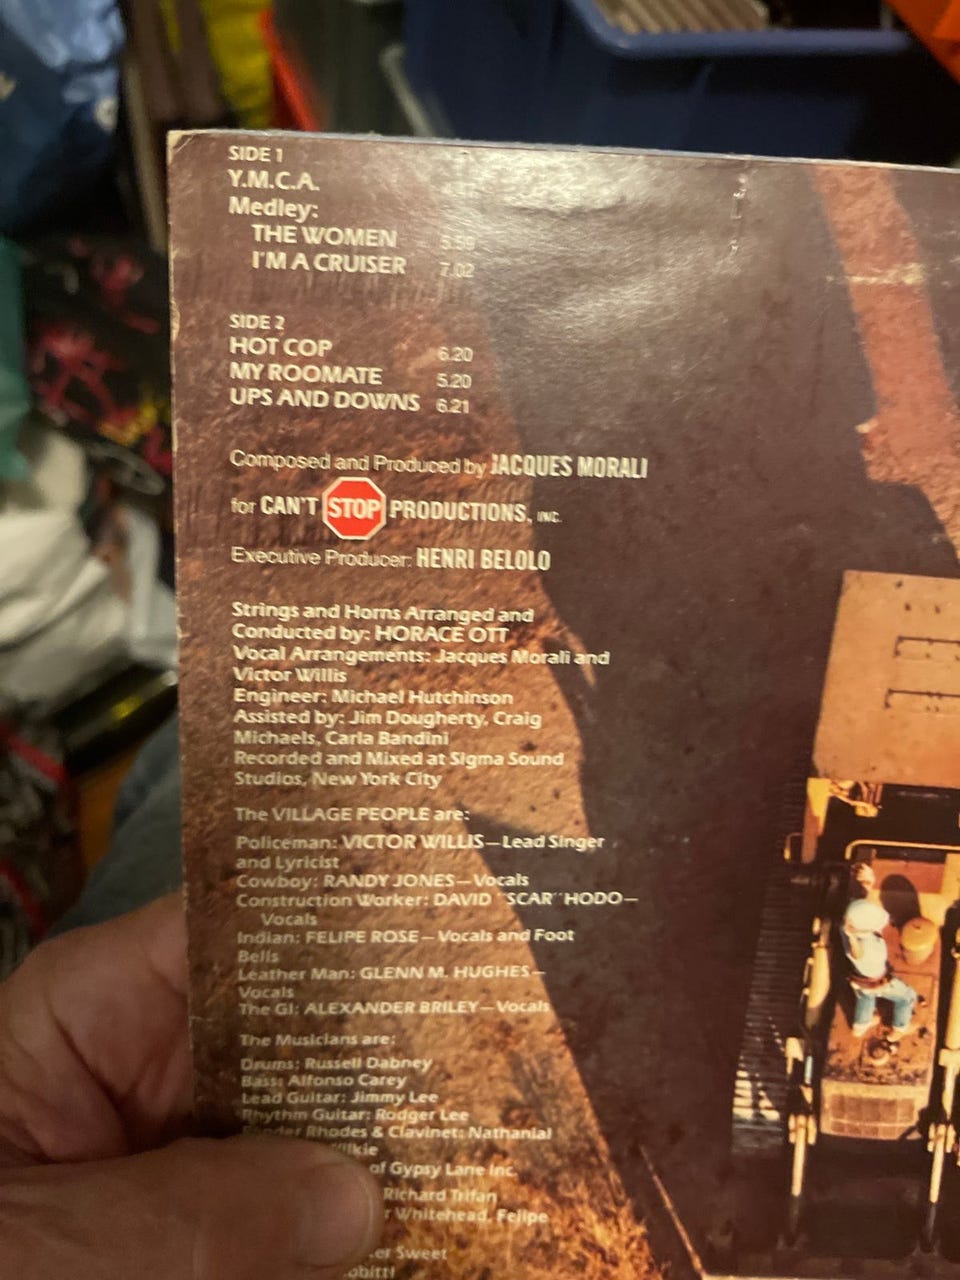 SIDE 1
Y.M.C.A.
Medley:
THE WOMEN 5.59
I'M A CRUISER 7.02
SIDE 2
HOT COP 6.20
MY ROOMATE 5.20
UPS AND DOWNS 6.21
Composed and Produced by JACQUES MORALI
for CAN'T STOP PRODUCTIONS, INC.
Executive Producer: HENRI BELOLO
Strings and Horns Arranged and
Conducted by: HORACE OTT
Vocal Arrangements: Jacques Morali and
Victor Willis
Engineer: Michael Hutchinson
Assisted by: Jim Dougherty, Craig
Michaels, Carla Bandini
Recorded and Mixed at Sigma Sound
Studios, New York City
The VILLAGE PEOPLE are:
Policeman: VICTOR WILLIS—Lead Singer
and Lyricist
Cowboy: RANDY JONES—Vocals
Construction Worker: DAVID "SCAR" HODO—
Vocals
Indian: FELIPE ROSE—Vocals and Foot
Bells
Leather Man: GLENN M. HUGHES—
Vocals
The GI: ALEXANDER BRILEY—Vocals
The Musicians are:
Drums: Russell Dabney
Bass: Alfonso Carey
Lead Guitar: Jimmy Lee
Rhythm Guitar: Rodger Lee
Fender Rhodes & Clavinet: Nathanial
Wilkie
of Gypsy Lane Inc.
Richard Trifan
Whitehead, Felipe
Sweet